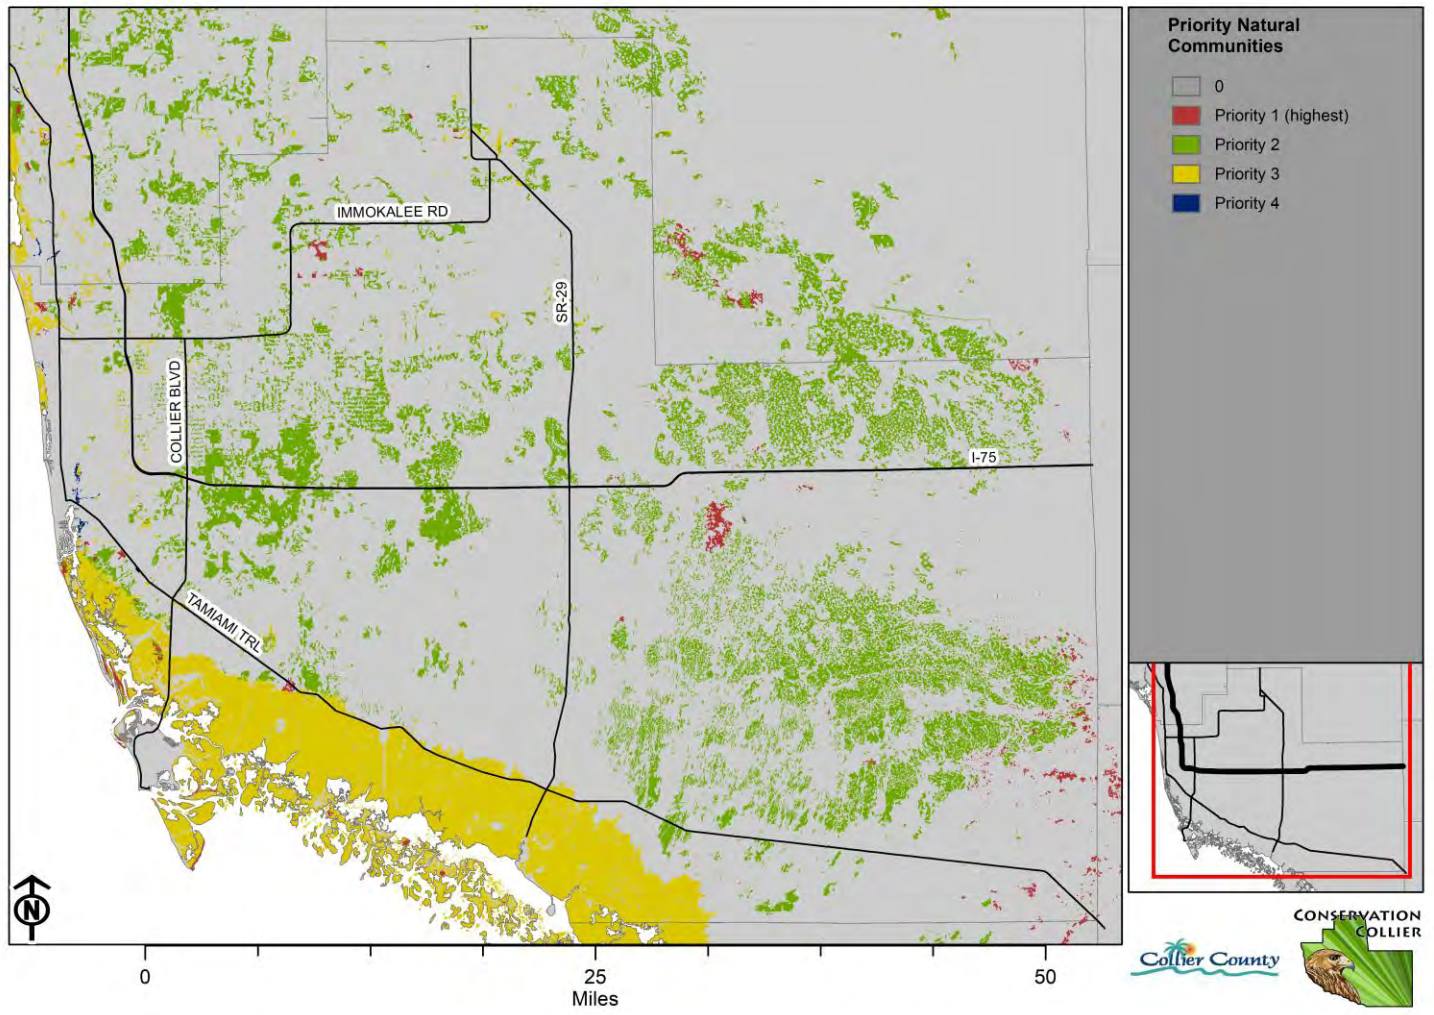 Priority Natural
Communities
0
Priority 1 (highest)
Priority 2
Priority 3
Priority 4
IMMOKALEE RD
SR-29
COLLIER BLVD
I-75
TAMIAMI TRL
N
0
25
50
Miles
Collier County
CONSERVATION
COLLIER